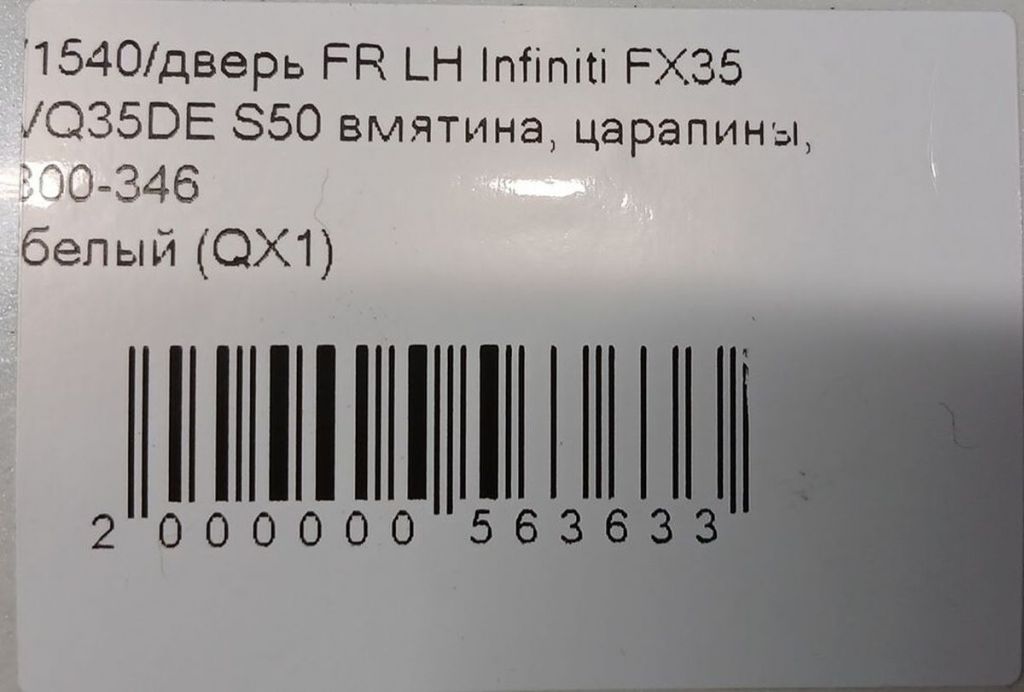 1540/дверь FR LH Infiniti FX35
VQ35DE S50 вмятина, царапины,
300-346
белый (QX1)
2 000000 563633